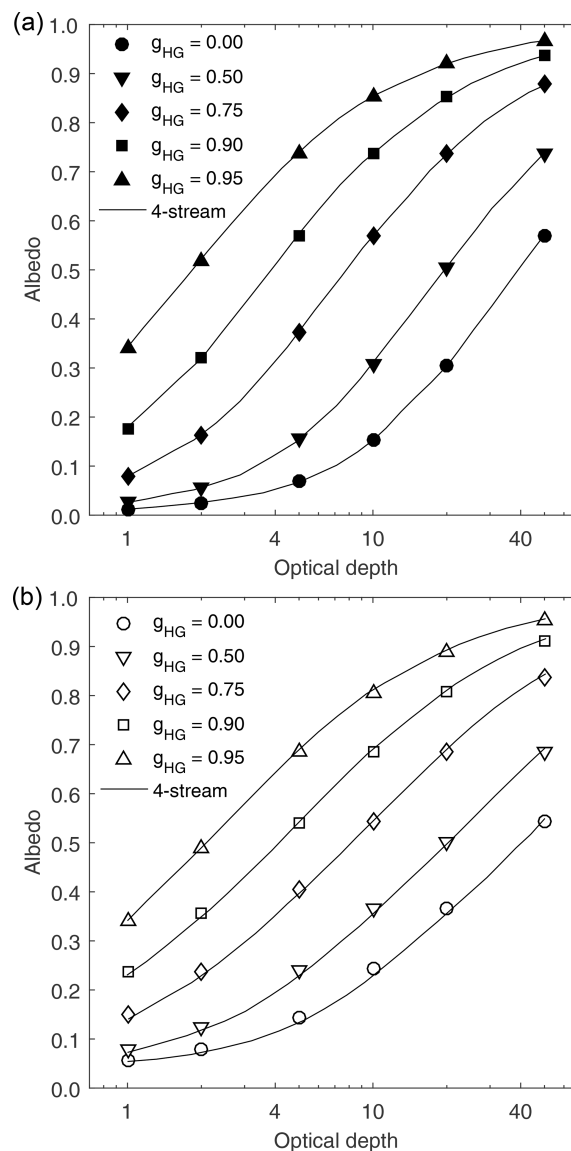 (a)
1.0
0.9
0.8
0.7
0.6
0.5
0.4
0.3
0.2
0.1
0.0
Albedo
g_HG = 0.00
g_HG = 0.50
g_HG = 0.75
g_HG = 0.90
g_HG = 0.95
4-stream
1 4 10 40
Optical depth
(b)
1.0
0.9
0.8
0.7
0.6
0.5
0.4
0.3
0.2
0.1
0.0
Albedo
g_HG = 0.00
g_HG = 0.50
g_HG = 0.75
g_HG = 0.90
g_HG = 0.95
4-stream
1 4 10 40
Optical depth